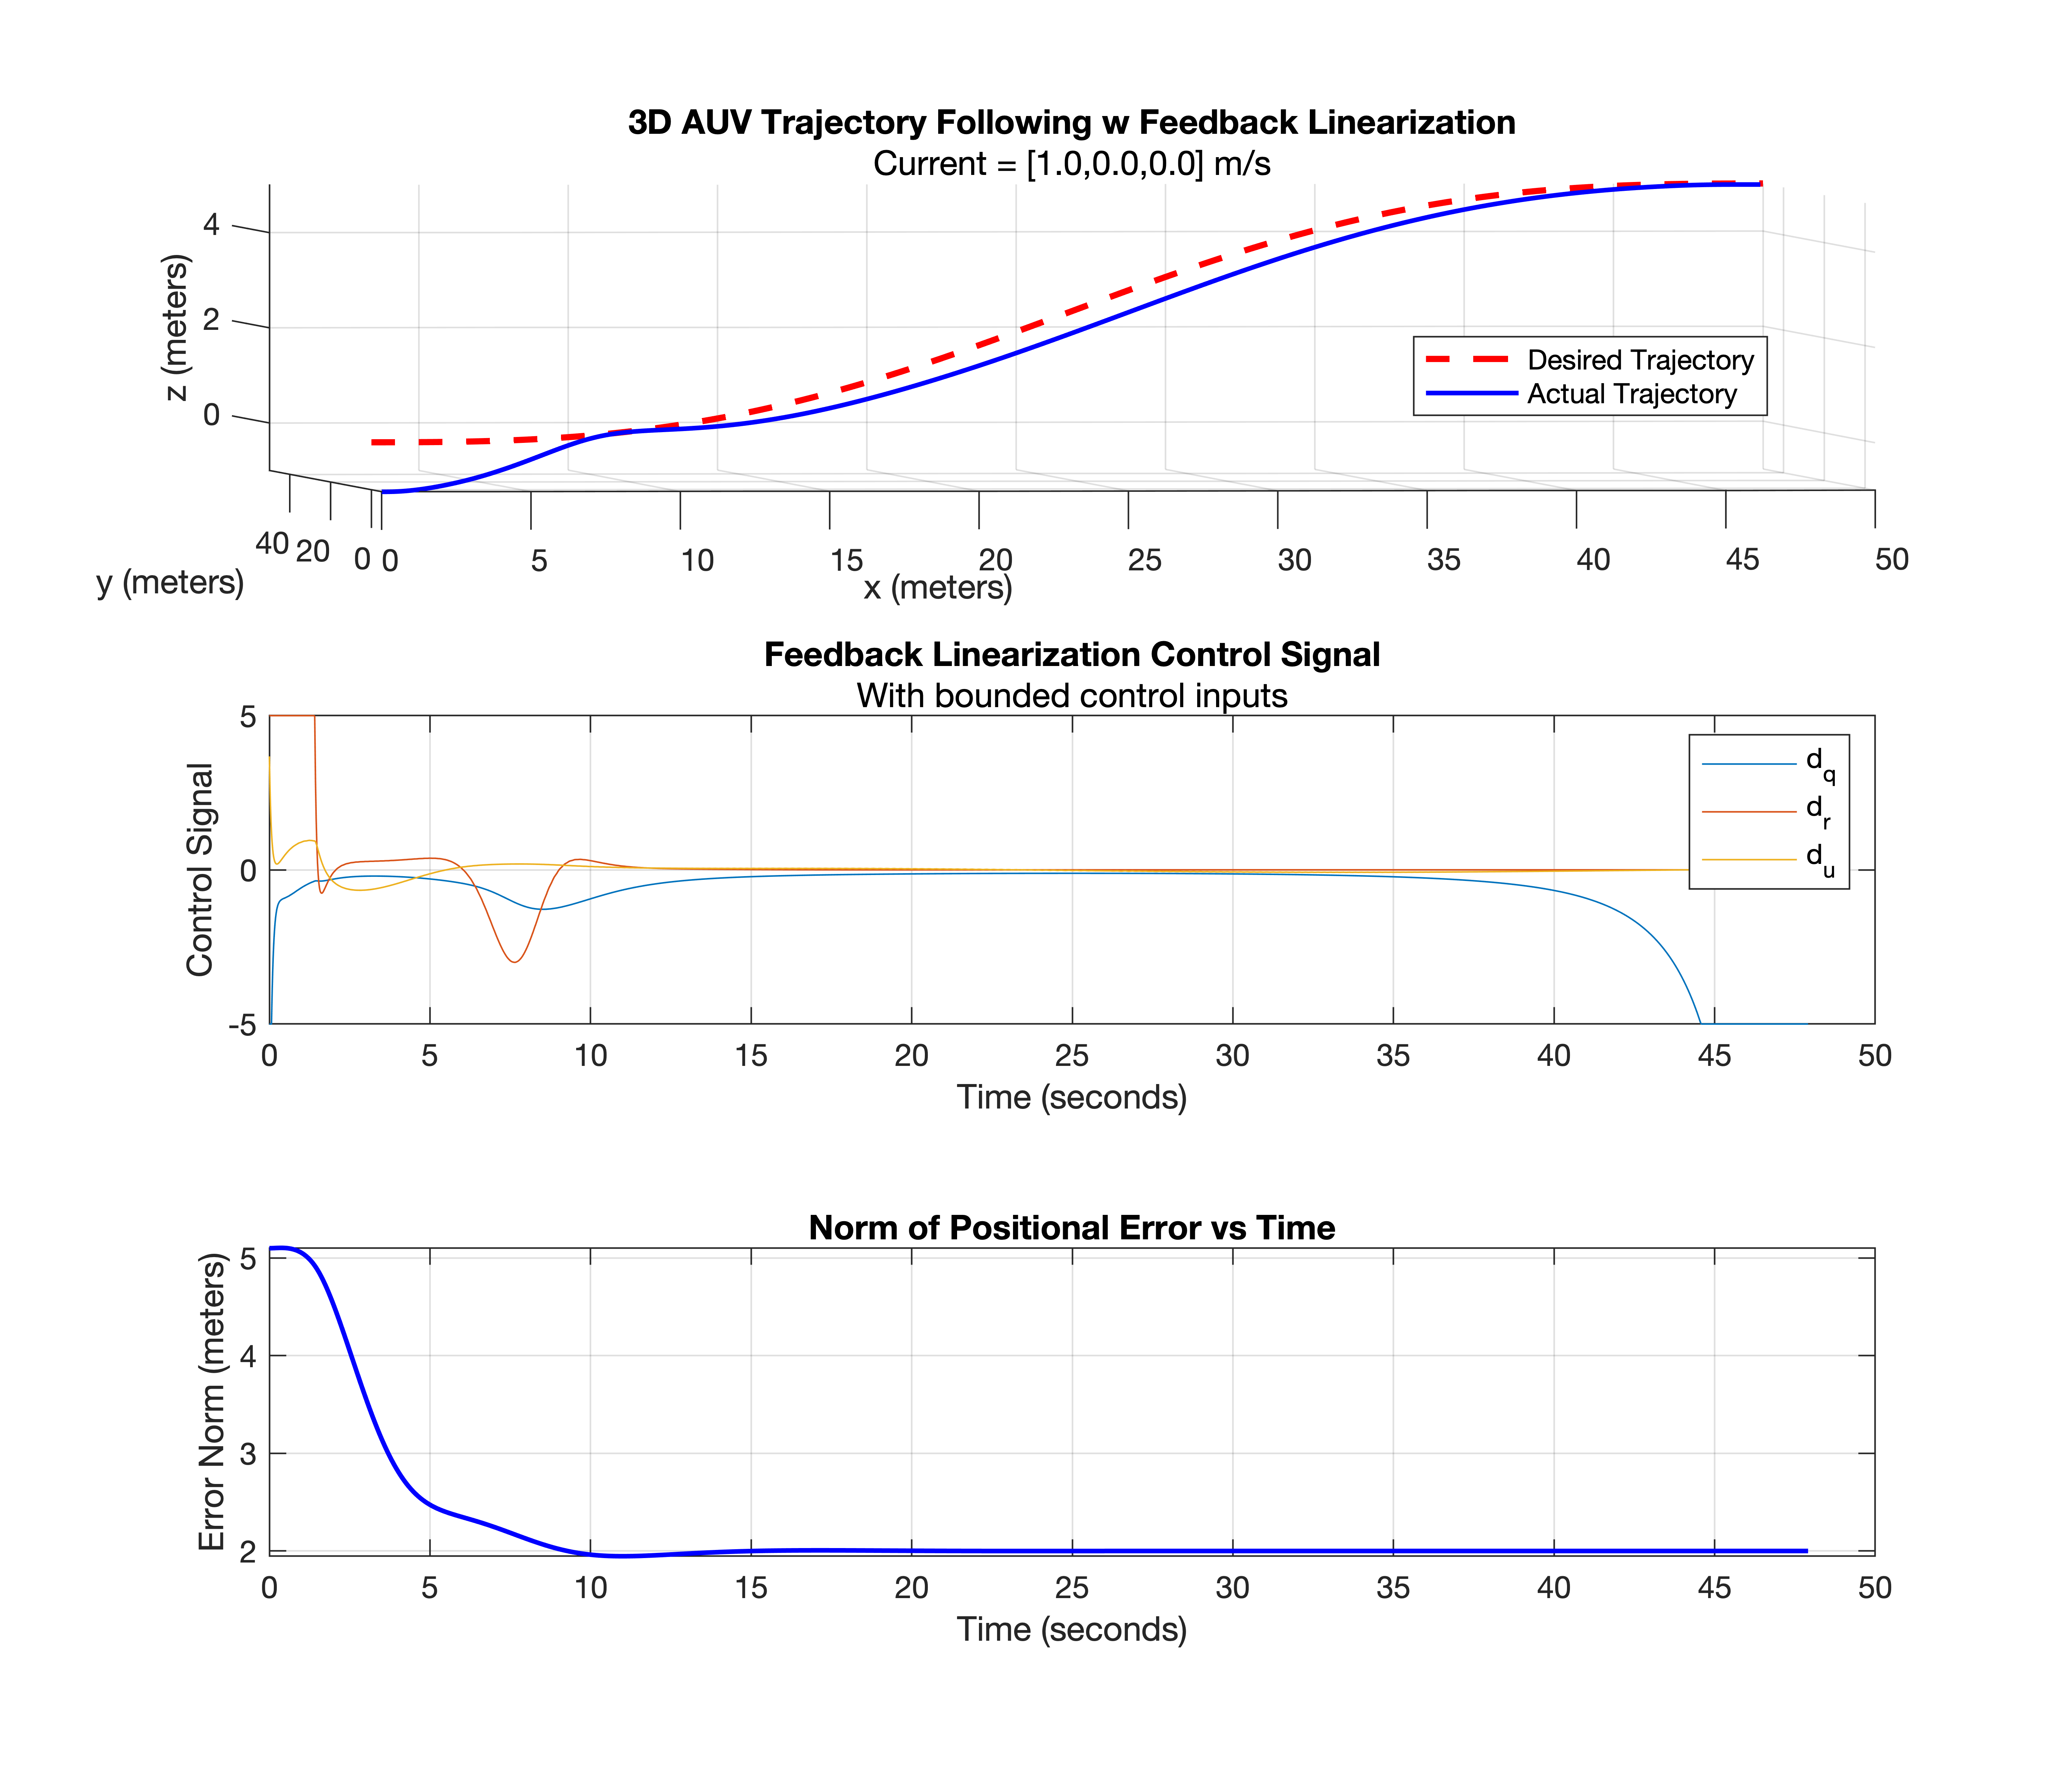 3D AUV Trajectory Following w Feedback Linearization
Current = [1.0,0.0,0.0] m/s
z (meters)
4
2
0
Desired Trajectory
Actual Trajectory
40 20 0 0 5 10 15 20 25 30 35 40 45 50
y (meters)
x (meters)
Feedback Linearization Control Signal
With bounded control inputs
Control Signal
5
0
-5
d_q
d_r
d_u
0 5 10 15 20 25 30 35 40 45 50
Time (seconds)
Norm of Positional Error vs Time
Error Norm (meters)
5
4
3
2
0 5 10 15 20 25 30 35 40 45 50
Time (seconds)